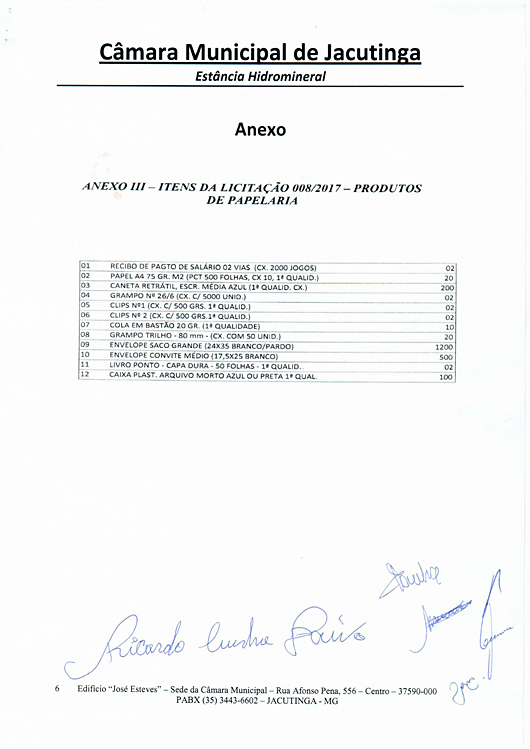 Câmara Municipal de Jacutinga
Estância Hidromineral
Anexo
ANEXO III – ITENS DA LICITAÇÃO 008/2017 – PRODUTOS
DE PAPELARIA
01 RECIBO DE PAGTO DE SALÁRIO 02 VIAS (CX. 2000 JOGOS) 02
02 PAPEL A4 75 GR. M2 (PCT 500 FOLHAS, CX 10, 1ª QUALID.) 20
03 CANETA RETRÁTIL, ESCR. MÉDIA AZUL (1ª QUALID. CX.) 200
04 GRAMPO Nº 26/6 (CX. C/ 5000 UNID.) 02
05 CLIPS Nº1 (CX. C/ 500 GRS. 1ª QUALID.) 02
06 CLIPS Nº 2 (CX. C/ 500 GRS.1ª QUALID.) 02
07 COLA EM BASTÃO 20 GR. (1ª QUALIDADE) 10
08 GRAMPO TRILHO - 80 mm - (CX. COM 50 UNID.) 20
09 ENVELOPE SACO GRANDE (24X35 BRANCO/PARDO) 1200
10 ENVELOPE CONVITE MÉDIO (17,5X25 BRANCO) 500
11 LIVRO PONTO - CAPA DURA - 50 FOLHAS - 1ª QUALID. 02
12 CAIXA PLAST. ARQUIVO MORTO AZUL OU PRETA 1ª QUAL. 100
Ricardo Cunha
6 Edifício “José Esteves” – Sede da Câmara Municipal – Rua Afonso Pena, 556 – Centro – 37590-000
PABX (35) 3443-6602 – JACUTINGA - MG